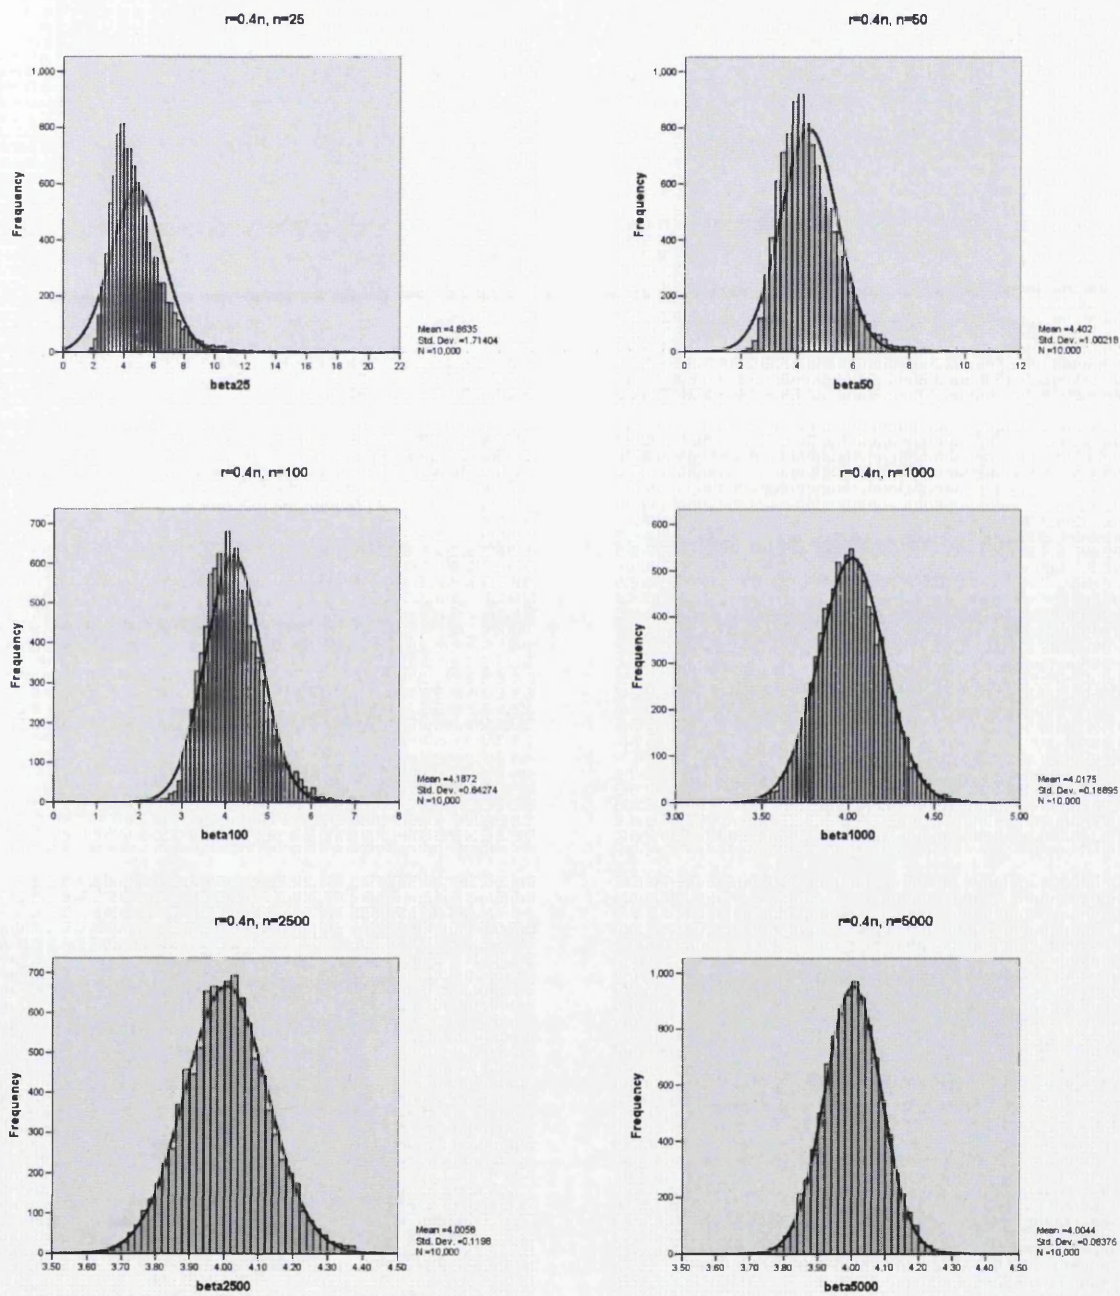 r=0.4n, n=25
1,000
800
600
400
200
0
Frequency
0 2 4 6 8 10 12 14 16 18 20 22
beta25
Mean =4.8635
Std. Dev. =1.71404
N =10,000
r=0.4n, n=50
1,000
800
600
400
200
0
Frequency
0 2 4 6 8 10 12
beta50
Mean =4.402
Std. Dev. =1.00218
N =10,000
r=0.4n, n=100
700
600
500
400
300
200
100
0
Frequency
0 1 2 3 4 5 6 7 8
beta100
Mean =4.1872
Std. Dev. =0.64274
N =10,000
r=0.4n, n=1000
600
500
400
300
200
100
0
Frequency
3.00 3.50 4.00 4.50 5.00
beta1000
Mean =4.0175
Std. Dev. =0.18895
N =10,000
r=0.4n, n=2500
700
600
500
400
300
200
100
0
Frequency
3.50 3.60 3.70 3.80 3.90 4.00 4.10 4.20 4.30 4.40 4.50
beta2500
Mean =4.0058
Std. Dev. =0.1198
N =10,000
r=0.4n, n=5000
1,000
800
600
400
200
0
Frequency
3.50 3.60 3.70 3.80 3.90 4.00 4.10 4.20 4.30 4.40 4.50
beta5000
Mean =4.0044
Std. Dev. =0.08376
N =10,000